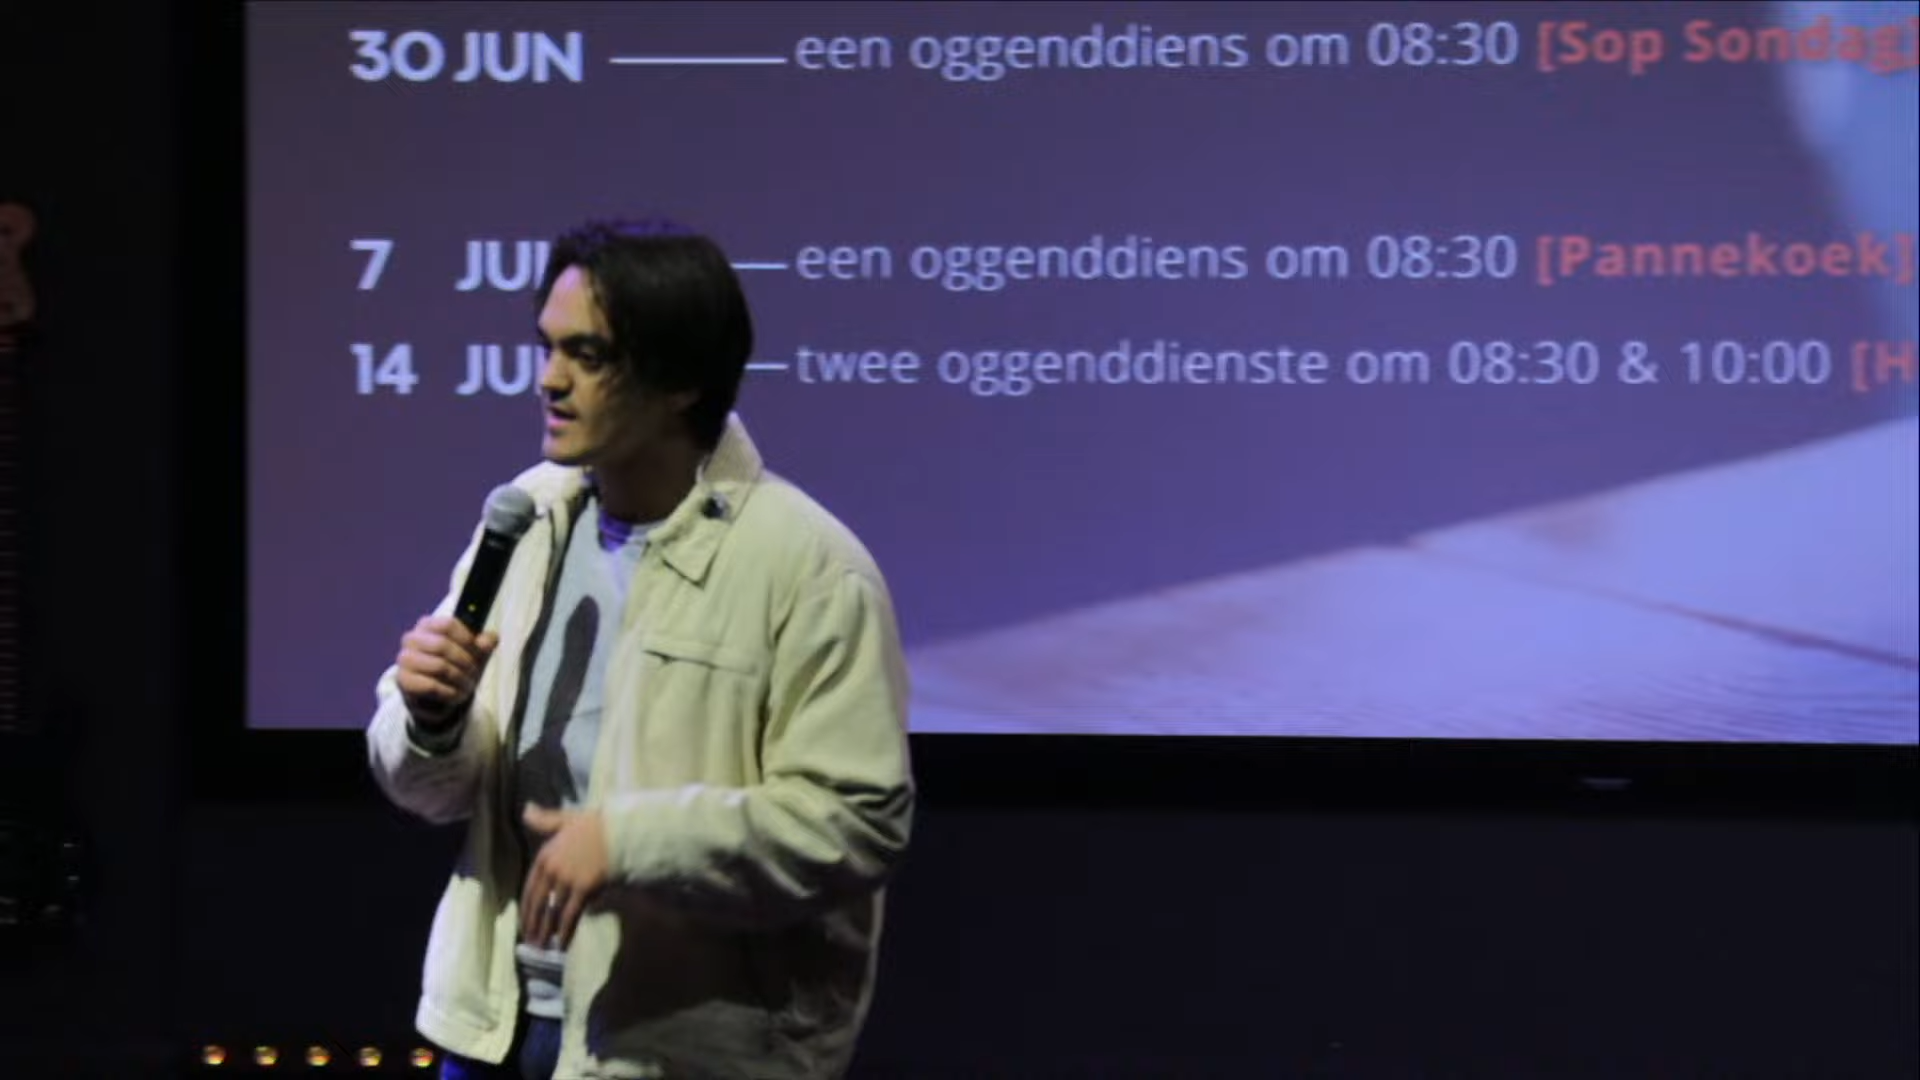 30 JUN een oggenddiens om 08:30 [Sop Sondag]
7 een oggenddiens om 08:30 [Pannekoek]
14 twee oggenddienste om 08:30 & 10:00